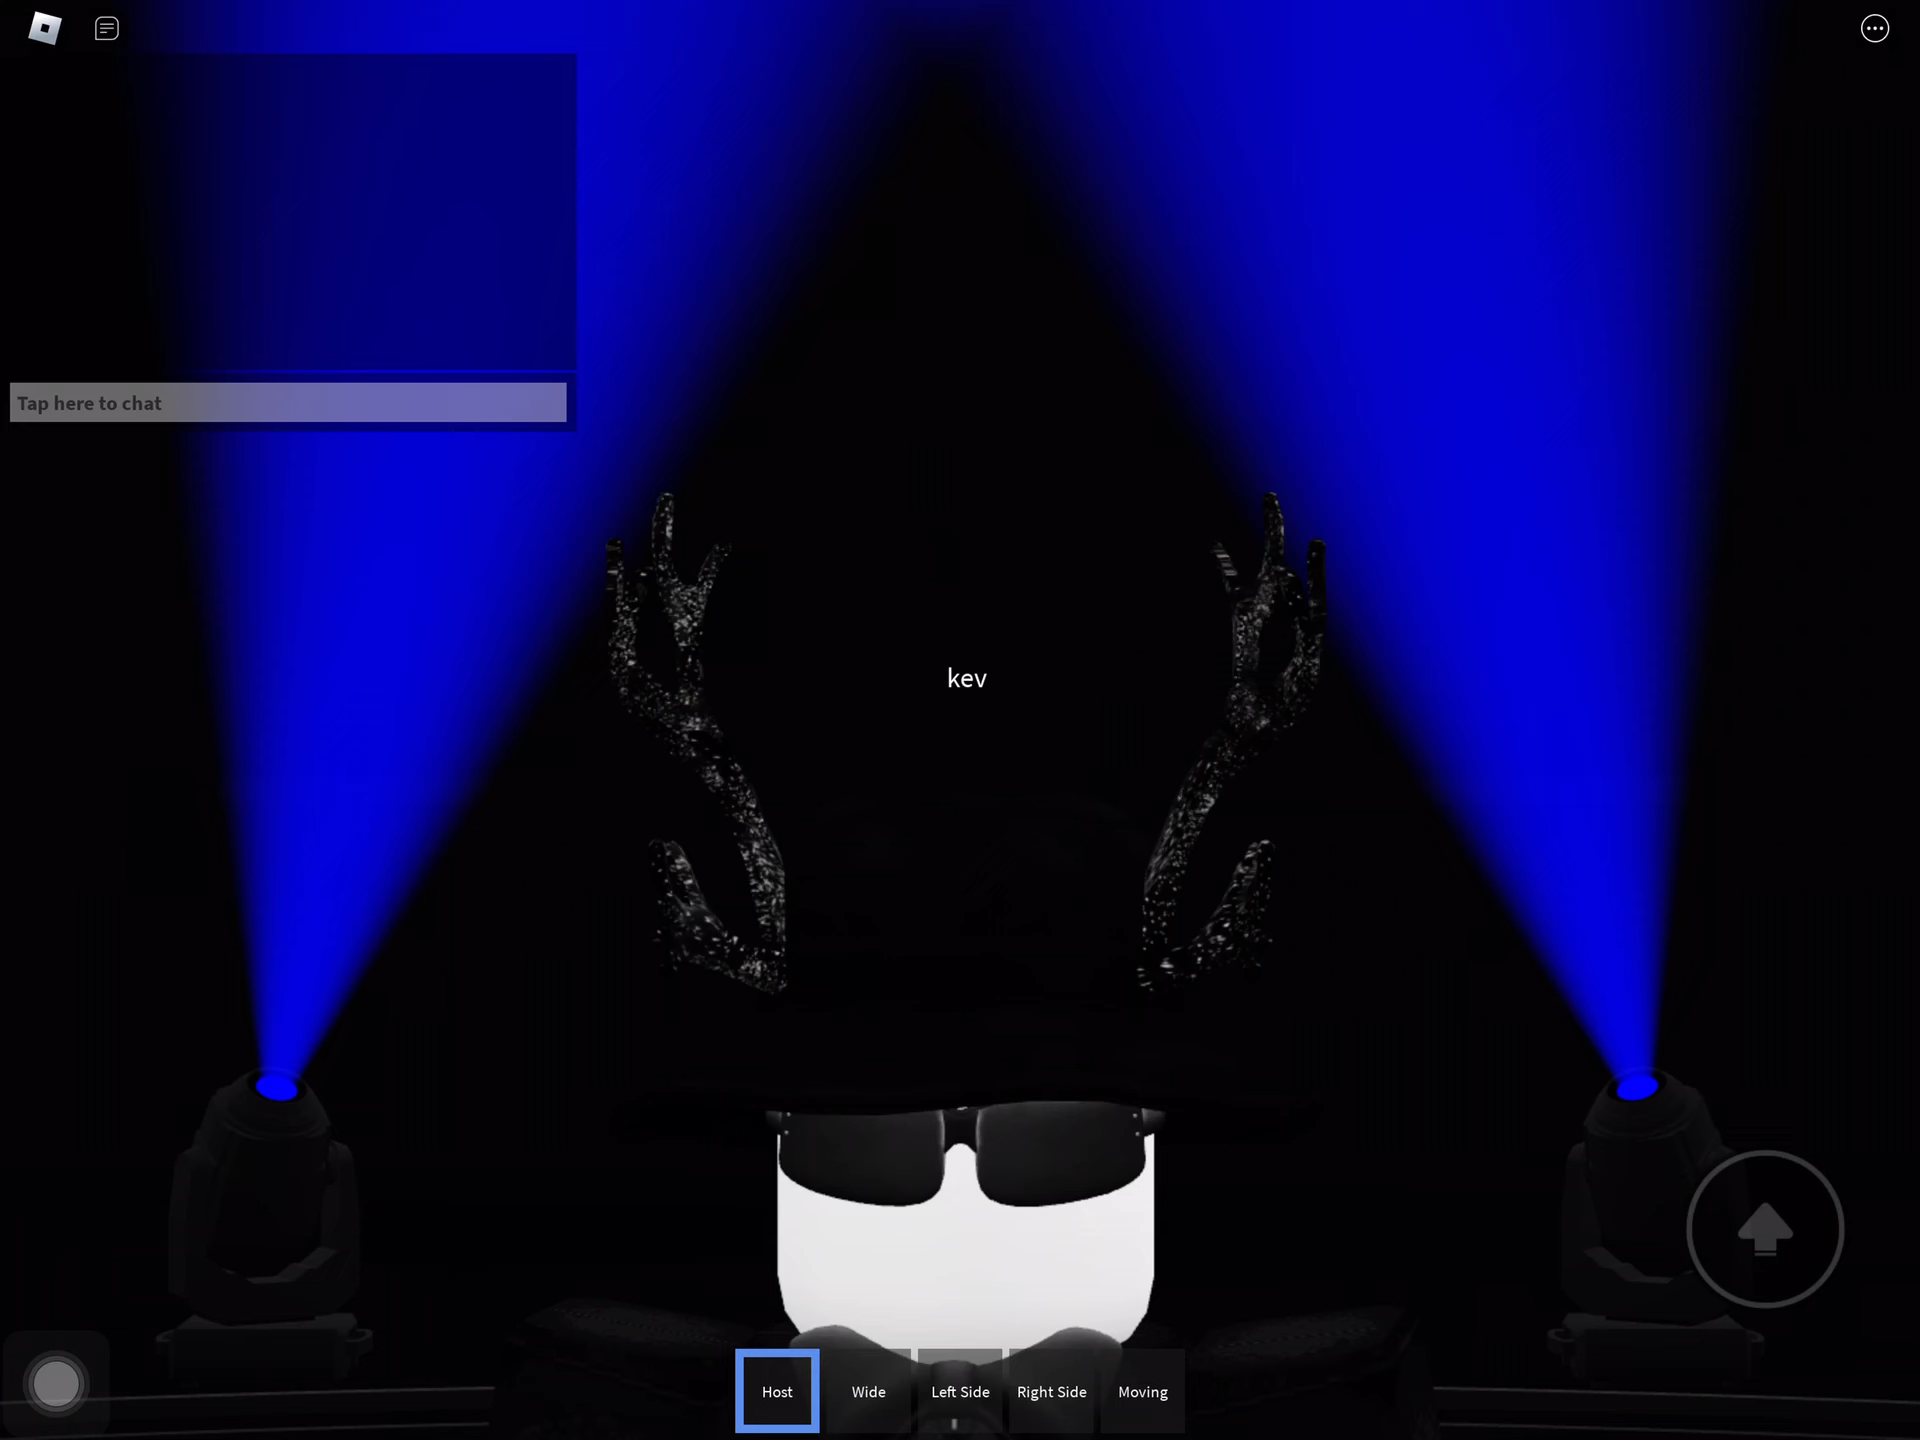 Tap here to chat
kev
Host
Wide
Left Side
Right Side
Moving